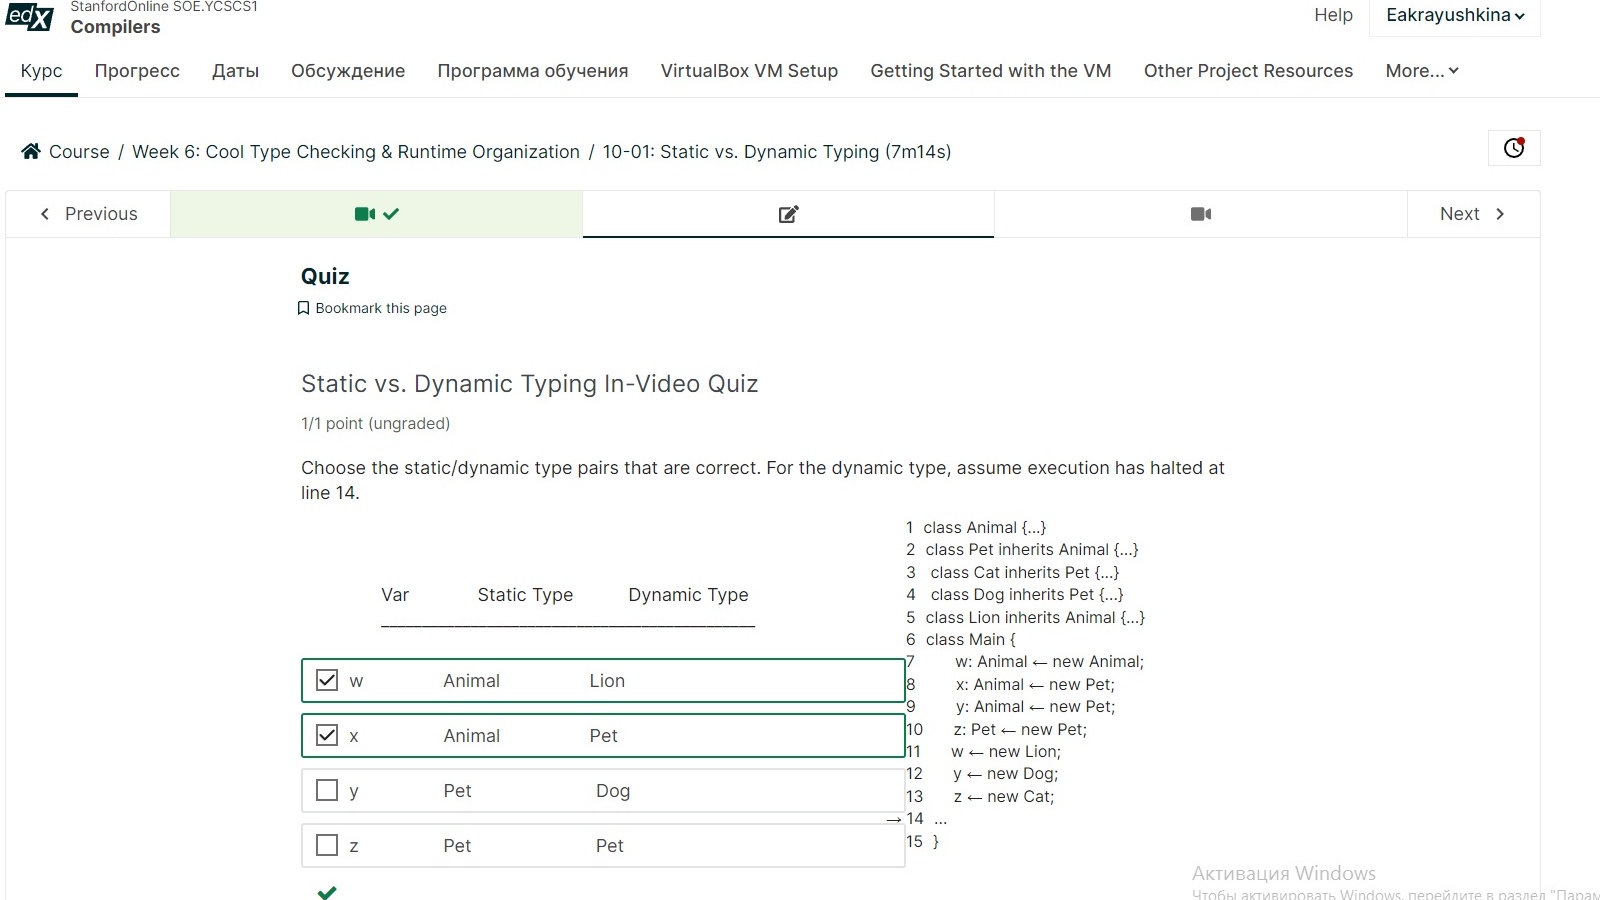 edX
StanfordOnline SOE.YCSCS1
Compilers
Help
Eakrayushkina
Курс
Прогресс
Даты
Обсуждение
Программа обучения
VirtualBox VM Setup
Getting Started with the VM
Other Project Resources
More...
Course / Week 6: Cool Type Checking & Runtime Organization / 10-01: Static vs. Dynamic Typing (7m14s)
Previous
Next
Quiz
Bookmark this page
Static vs. Dynamic Typing In-Video Quiz
1/1 point (ungraded)
Choose the static/dynamic type pairs that are correct. For the dynamic type, assume execution has halted at
line 14.
Var Static Type Dynamic Type
w Animal Lion
x Animal Pet
y Pet Dog
z Pet Pet
1 class Animal {...}
2 class Pet inherits Animal {...}
3 class Cat inherits Pet {...}
4 class Dog inherits Pet {...}
5 class Lion inherits Animal {...}
6 class Main {
7 w: Animal ← new Animal;
8 x: Animal ← new Pet;
9 y: Animal ← new Pet;
10 z: Pet ← new Pet;
11 w ← new Lion;
12 y ← new Dog;
13 z ← new Cat;
→ 14 ...
15 }
Активация Windows
Чтобы активировать Windows, перейдите в раздел "Парам